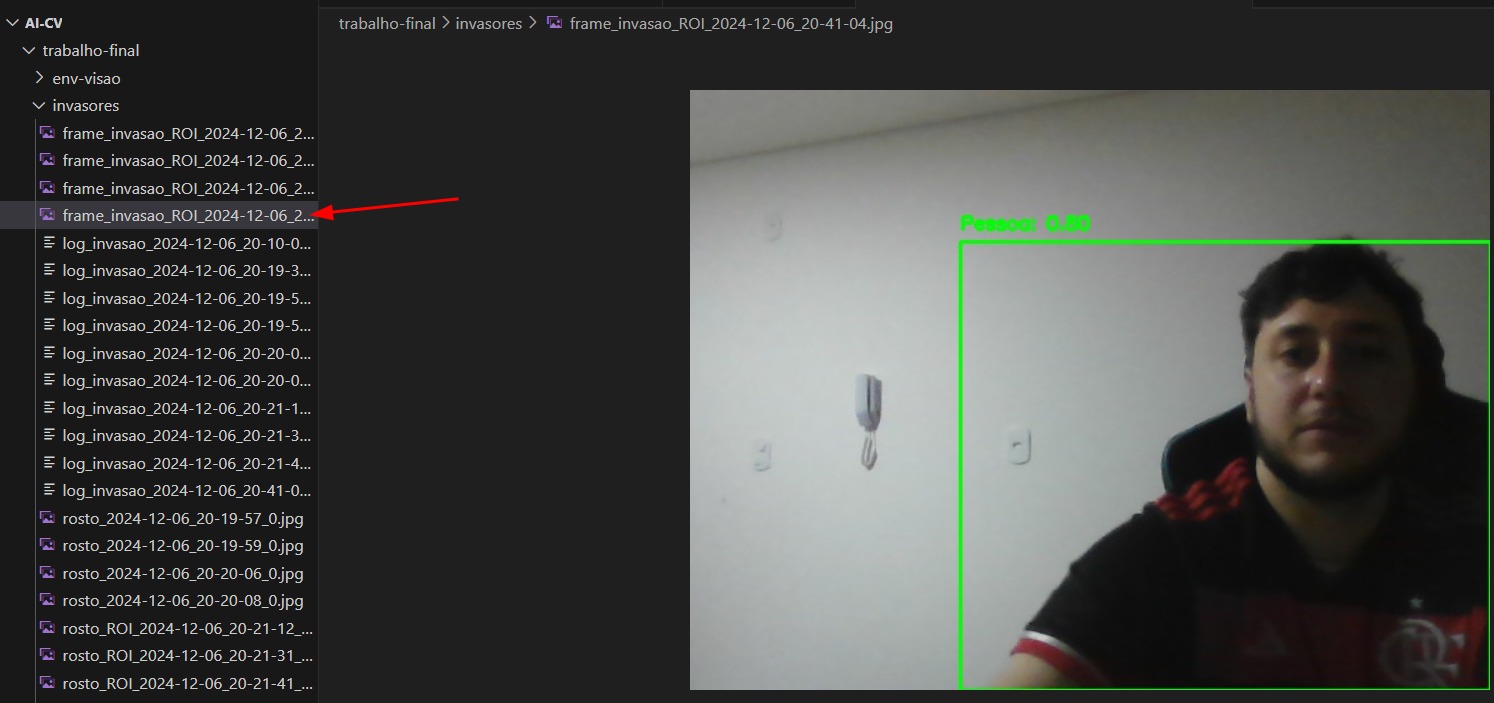 AI-CV
trabalho-final
env-visao
invasores
frame_invasao_ROI_2024-12-06_2...
frame_invasao_ROI_2024-12-06_2...
frame_invasao_ROI_2024-12-06_2...
frame_invasao_ROI_2024-12-06_2...
log_invasao_2024-12-06_20-10-0...
log_invasao_2024-12-06_20-19-3...
log_invasao_2024-12-06_20-19-5...
log_invasao_2024-12-06_20-19-5...
log_invasao_2024-12-06_20-20-0...
log_invasao_2024-12-06_20-20-0...
log_invasao_2024-12-06_20-21-1...
log_invasao_2024-12-06_20-21-3...
log_invasao_2024-12-06_20-21-4...
log_invasao_2024-12-06_20-41-0...
rosto_2024-12-06_20-19-57_0.jpg
rosto_2024-12-06_20-19-59_0.jpg
rosto_2024-12-06_20-20-06_0.jpg
rosto_2024-12-06_20-20-08_0.jpg
rosto_ROI_2024-12-06_20-21-12_...
rosto_ROI_2024-12-06_20-21-31_...
rosto_ROI_2024-12-06_20-21-41_...
trabalho-final > invasores > frame_invasao_ROI_2024-12-06_20-41-04.jpg
Pessoa: